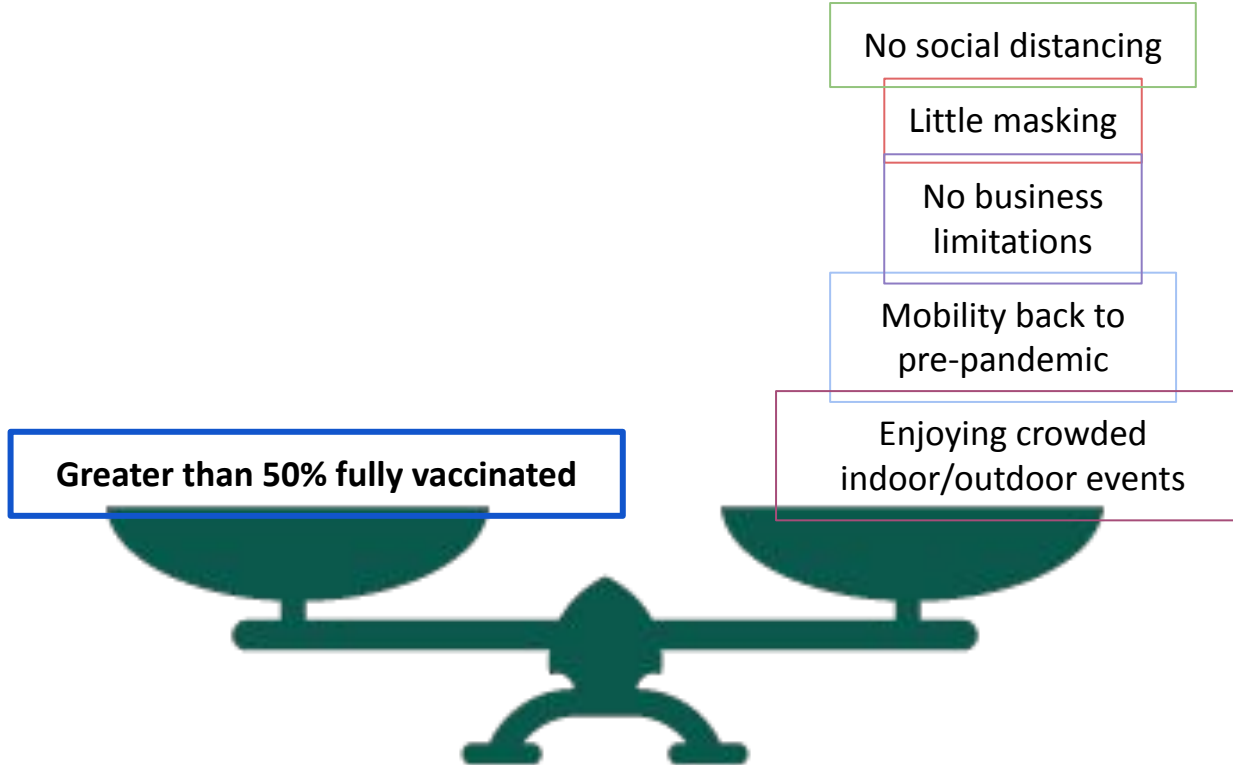 No social distancing
Little masking
No business
limitations
Mobility back to
pre-pandemic
Enjoying crowded
indoor/outdoor events
Greater than 50% fully vaccinated